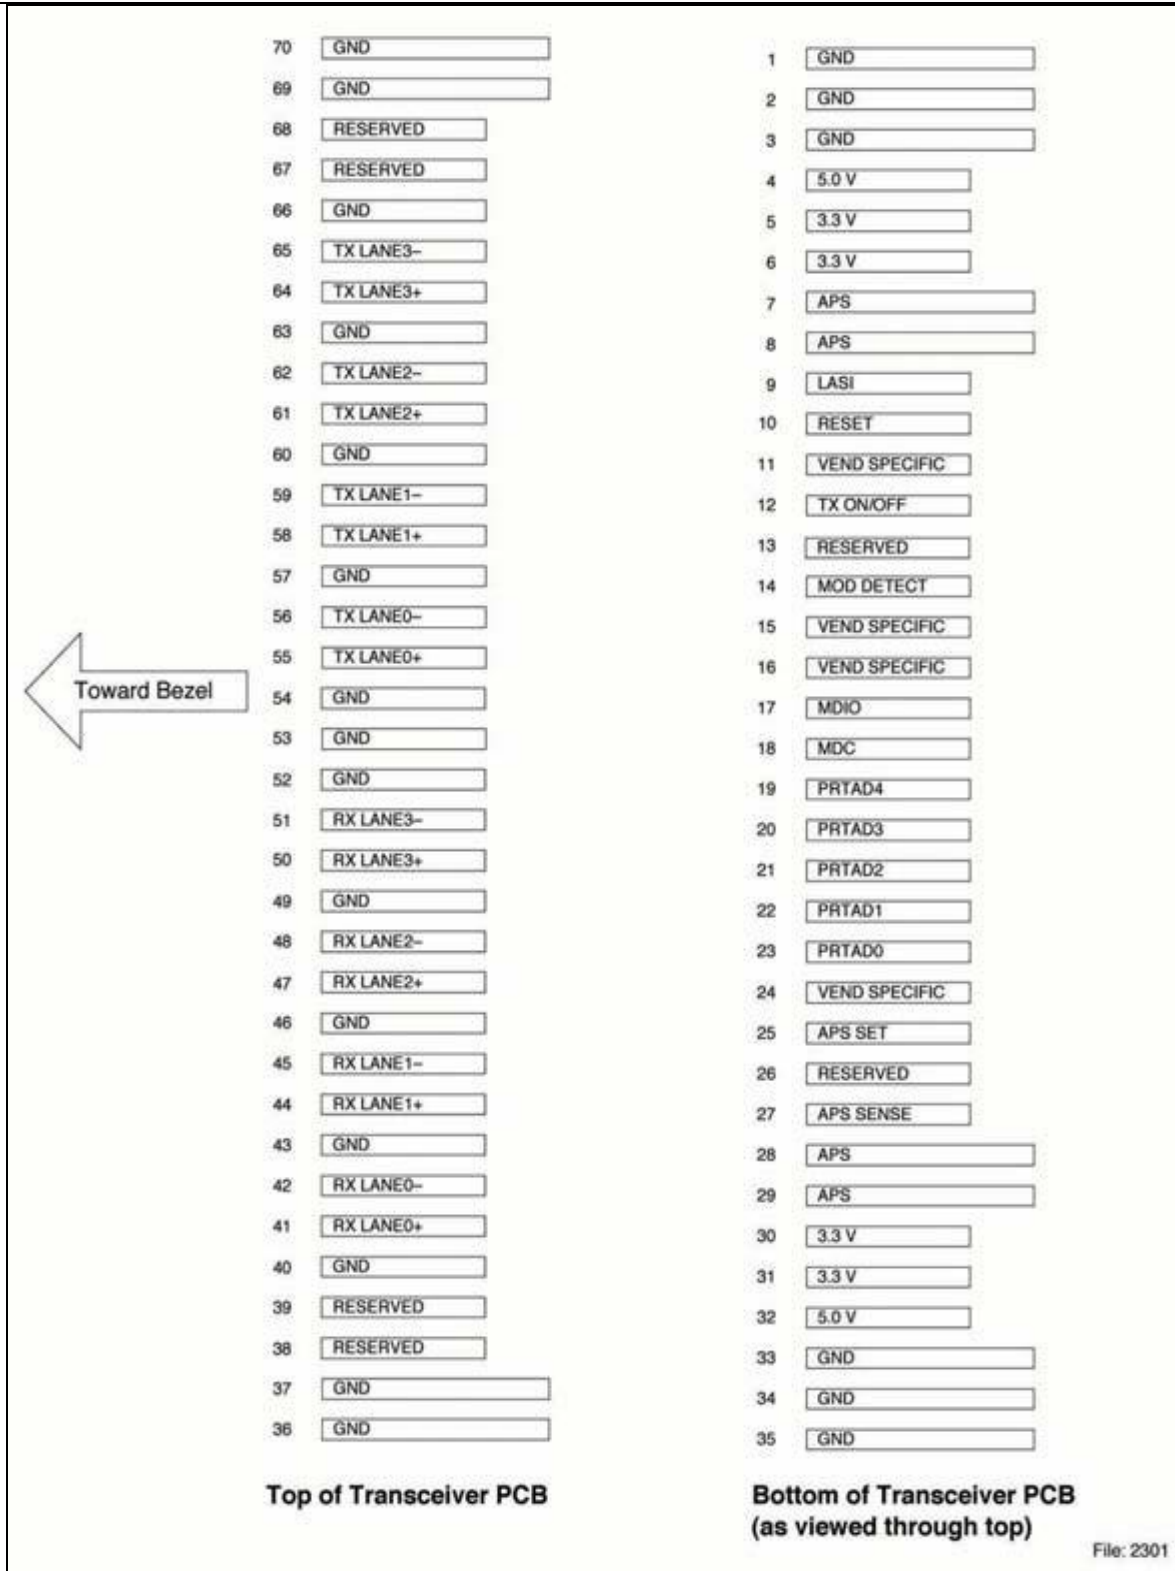 70 GND
69 GND
68 RESERVED
67 RESERVED
66 GND
65 TX LANE3–
64 TX LANE3+
63 GND
62 TX LANE2–
61 TX LANE2+
60 GND
59 TX LANE1–
58 TX LANE1+
57 GND
56 TX LANE0–
55 TX LANE0+
54 GND
53 GND
52 GND
51 RX LANE3–
50 RX LANE3+
49 GND
48 RX LANE2–
47 RX LANE2+
46 GND
45 RX LANE1–
44 RX LANE1+
43 GND
42 RX LANE0–
41 RX LANE0+
40 GND
39 RESERVED
38 RESERVED
37 GND
36 GND
Top of Transceiver PCB
Toward Bezel
1 GND
2 GND
3 GND
4 5.0 V
5 3.3 V
6 3.3 V
7 APS
8 APS
9 LASI
10 RESET
11 VEND SPECIFIC
12 TX ON/OFF
13 RESERVED
14 MOD DETECT
15 VEND SPECIFIC
16 VEND SPECIFIC
17 MDIO
18 MDC
19 PRTAD4
20 PRTAD3
21 PRTAD2
22 PRTAD1
23 PRTAD0
24 VEND SPECIFIC
25 APS SET
26 RESERVED
27 APS SENSE
28 APS
29 APS
30 3.3 V
31 3.3 V
32 5.0 V
33 GND
34 GND
35 GND
Bottom of Transceiver PCB
(as viewed through top)
File: 2301